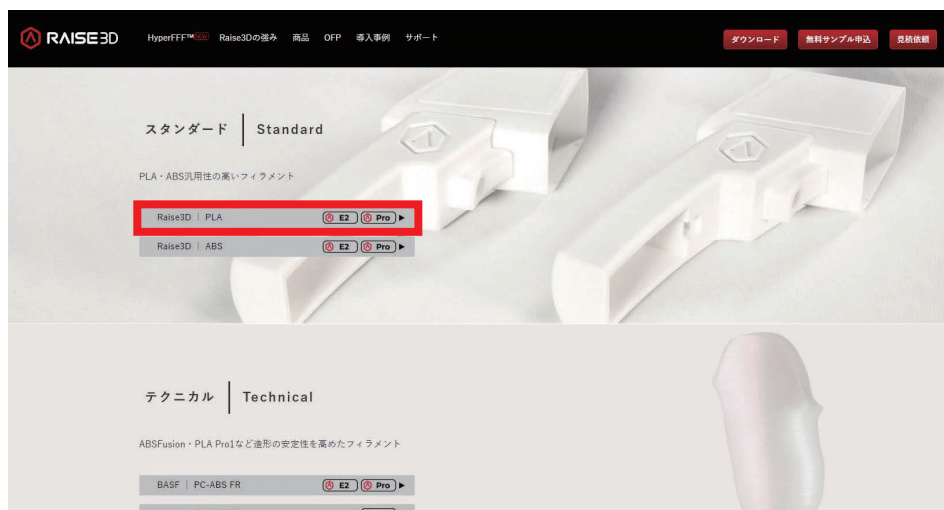 RAISE3D HyperFFF™NEW Raise3Dの強み 商品 OFP 導入事例 サポート ダウンロード 無料サンプル申込 見積依頼
スタンダード | Standard
PLA・ABS汎用性の高いフィラメント
Raise3D | PLA E2 Pro
Raise3D | ABS E2 Pro
テクニカル | Technical
ABSFusion・PLA Pro1など造形の安定性を高めたフィラメント
BASF | PC-ABS FR E2 Pro